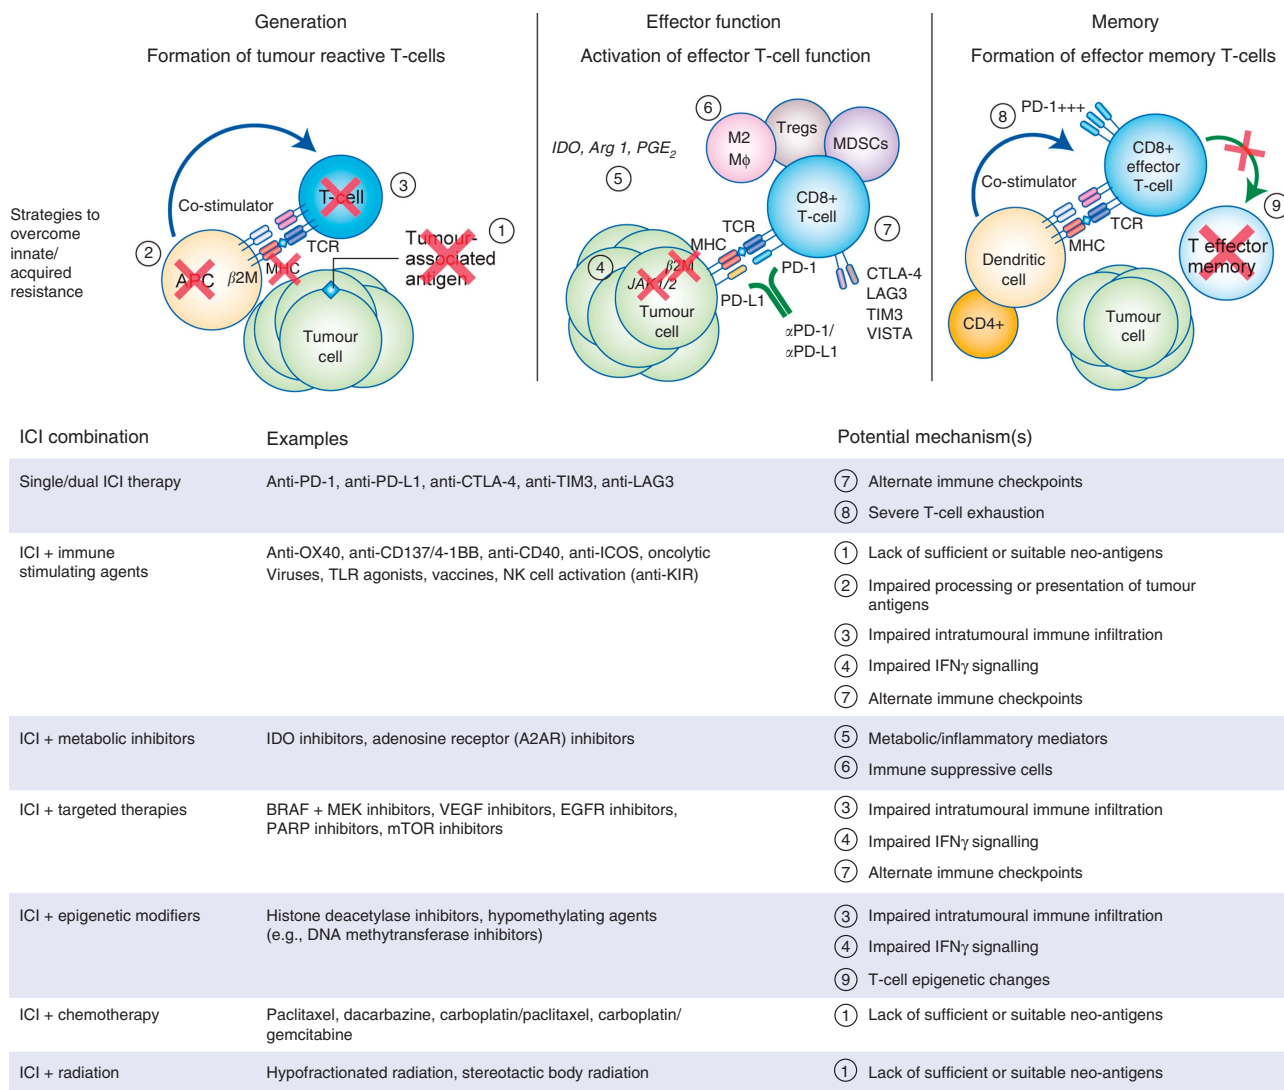 Generation
Formation of tumour reactive T-cells
Effector function
Activation of effector T-cell function
Memory
Formation of effector memory T-cells
Strategies to
overcome
innate/
acquired
resistance
Co-stimulator
T-cell
3
1
2
TCR
Tumour-
associated
antigen
APC
β2M
MHC
Tumour
cell
6
M2
Mϕ
Tregs
MDSCs
IDO, Arg 1, PGE2
5
CD8+
T-cell
7
TCR
MHC
4
β2M
JAK1/2
Tumour
cell
PD-1
PD-L1
CTLA-4
LAG3
TIM3
VISTA
αPD-1/
αPD-L1
8
PD-1+++
CD8+
effector
T-cell
Co-stimulator
9
TCR
MHC
T effector
memory
Dendritic
cell
CD4+
Tumour
cell
ICI combination Examples Potential mechanism(s)
Single/dual ICI therapy Anti-PD-1, anti-PD-L1, anti-CTLA-4, anti-TIM3, anti-LAG3 7 Alternate immune checkpoints
8 Severe T-cell exhaustion
ICI + immune Anti-OX40, anti-CD137/4-1BB, anti-CD40, anti-ICOS, oncolytic 1 Lack of sufficient or suitable neo-antigens
stimulating agents Viruses, TLR agonists, vaccines, NK cell activation (anti-KIR)
2 Impaired processing or presentation of tumour
antigens
3 Impaired intratumoural immune infiltration
4 Impaired IFNγ signalling
7 Alternate immune checkpoints
ICI + metabolic inhibitors IDO inhibitors, adenosine receptor (A2AR) inhibitors 5 Metabolic/inflammatory mediators
6 Immune suppressive cells
ICI + targeted therapies BRAF + MEK inhibitors, VEGF inhibitors, EGFR inhibitors, 3 Impaired intratumoural immune infiltration
PARP inhibitors, mTOR inhibitors
4 Impaired IFNγ signalling
7 Alternate immune checkpoints
ICI + epigenetic modifiers Histone deacetylase inhibitors, hypomethylating agents 3 Impaired intratumoural immune infiltration
(e.g., DNA methytransferase inhibitors)
4 Impaired IFNγ signalling
9 T-cell epigenetic changes
ICI + chemotherapy Paclitaxel, dacarbazine, carboplatin/paclitaxel, carboplatin/ 1 Lack of sufficient or suitable neo-antigens
gemcitabine
ICI + radiation Hypofractionated radiation, stereotactic body radiation 1 Lack of sufficient or suitable neo-antigens